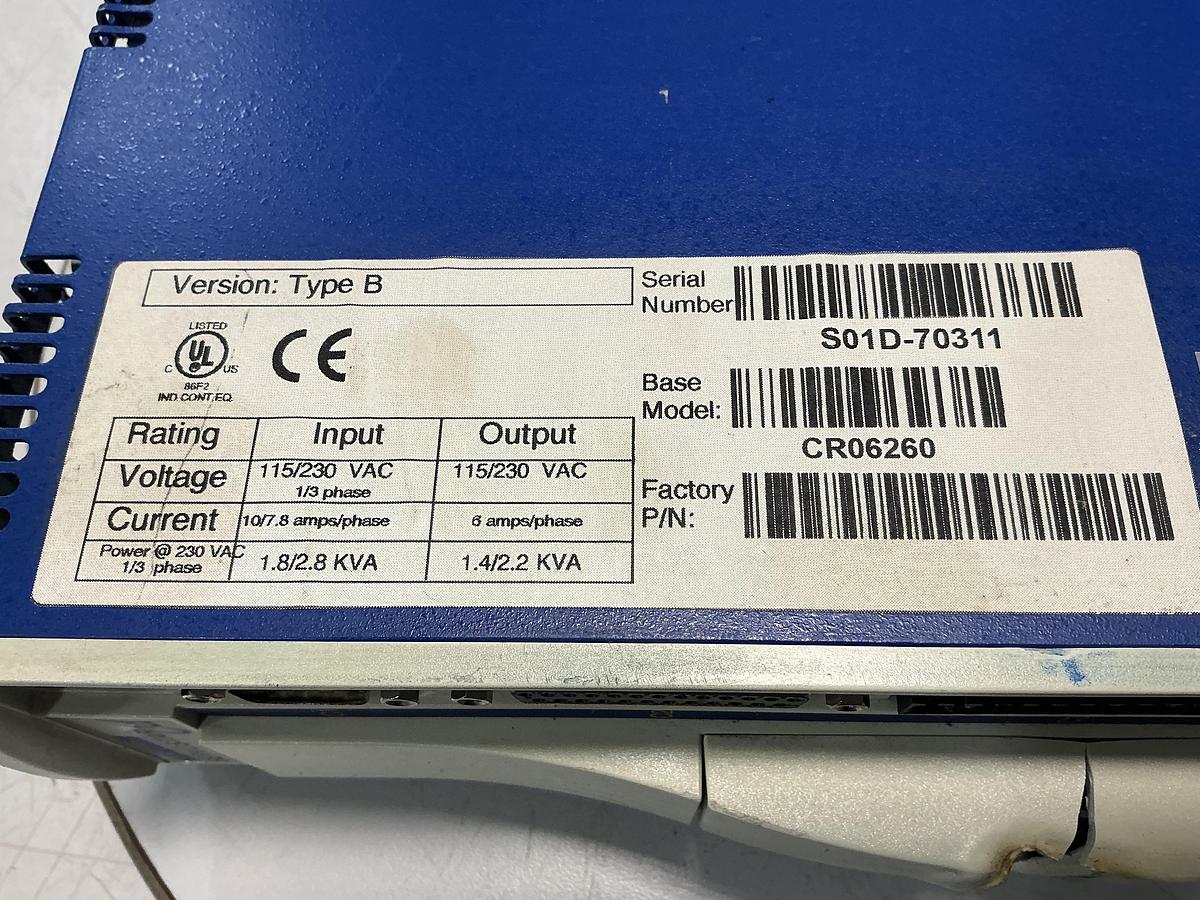 Version: Type B
LISTED
UL
C US
86F2
IND.CONT.EQ.
CE
Rating Input Output
Voltage 115/230 VAC 1/3 phase 115/230 VAC
Current 10/7.8 amps/phase 6 amps/phase
Power @ 230 VAC 1/3 phase 1.8/2.8 KVA 1.4/2.2 KVA
Serial
Number
S01D-70311
Base
Model:
CR06260
Factory
P/N: